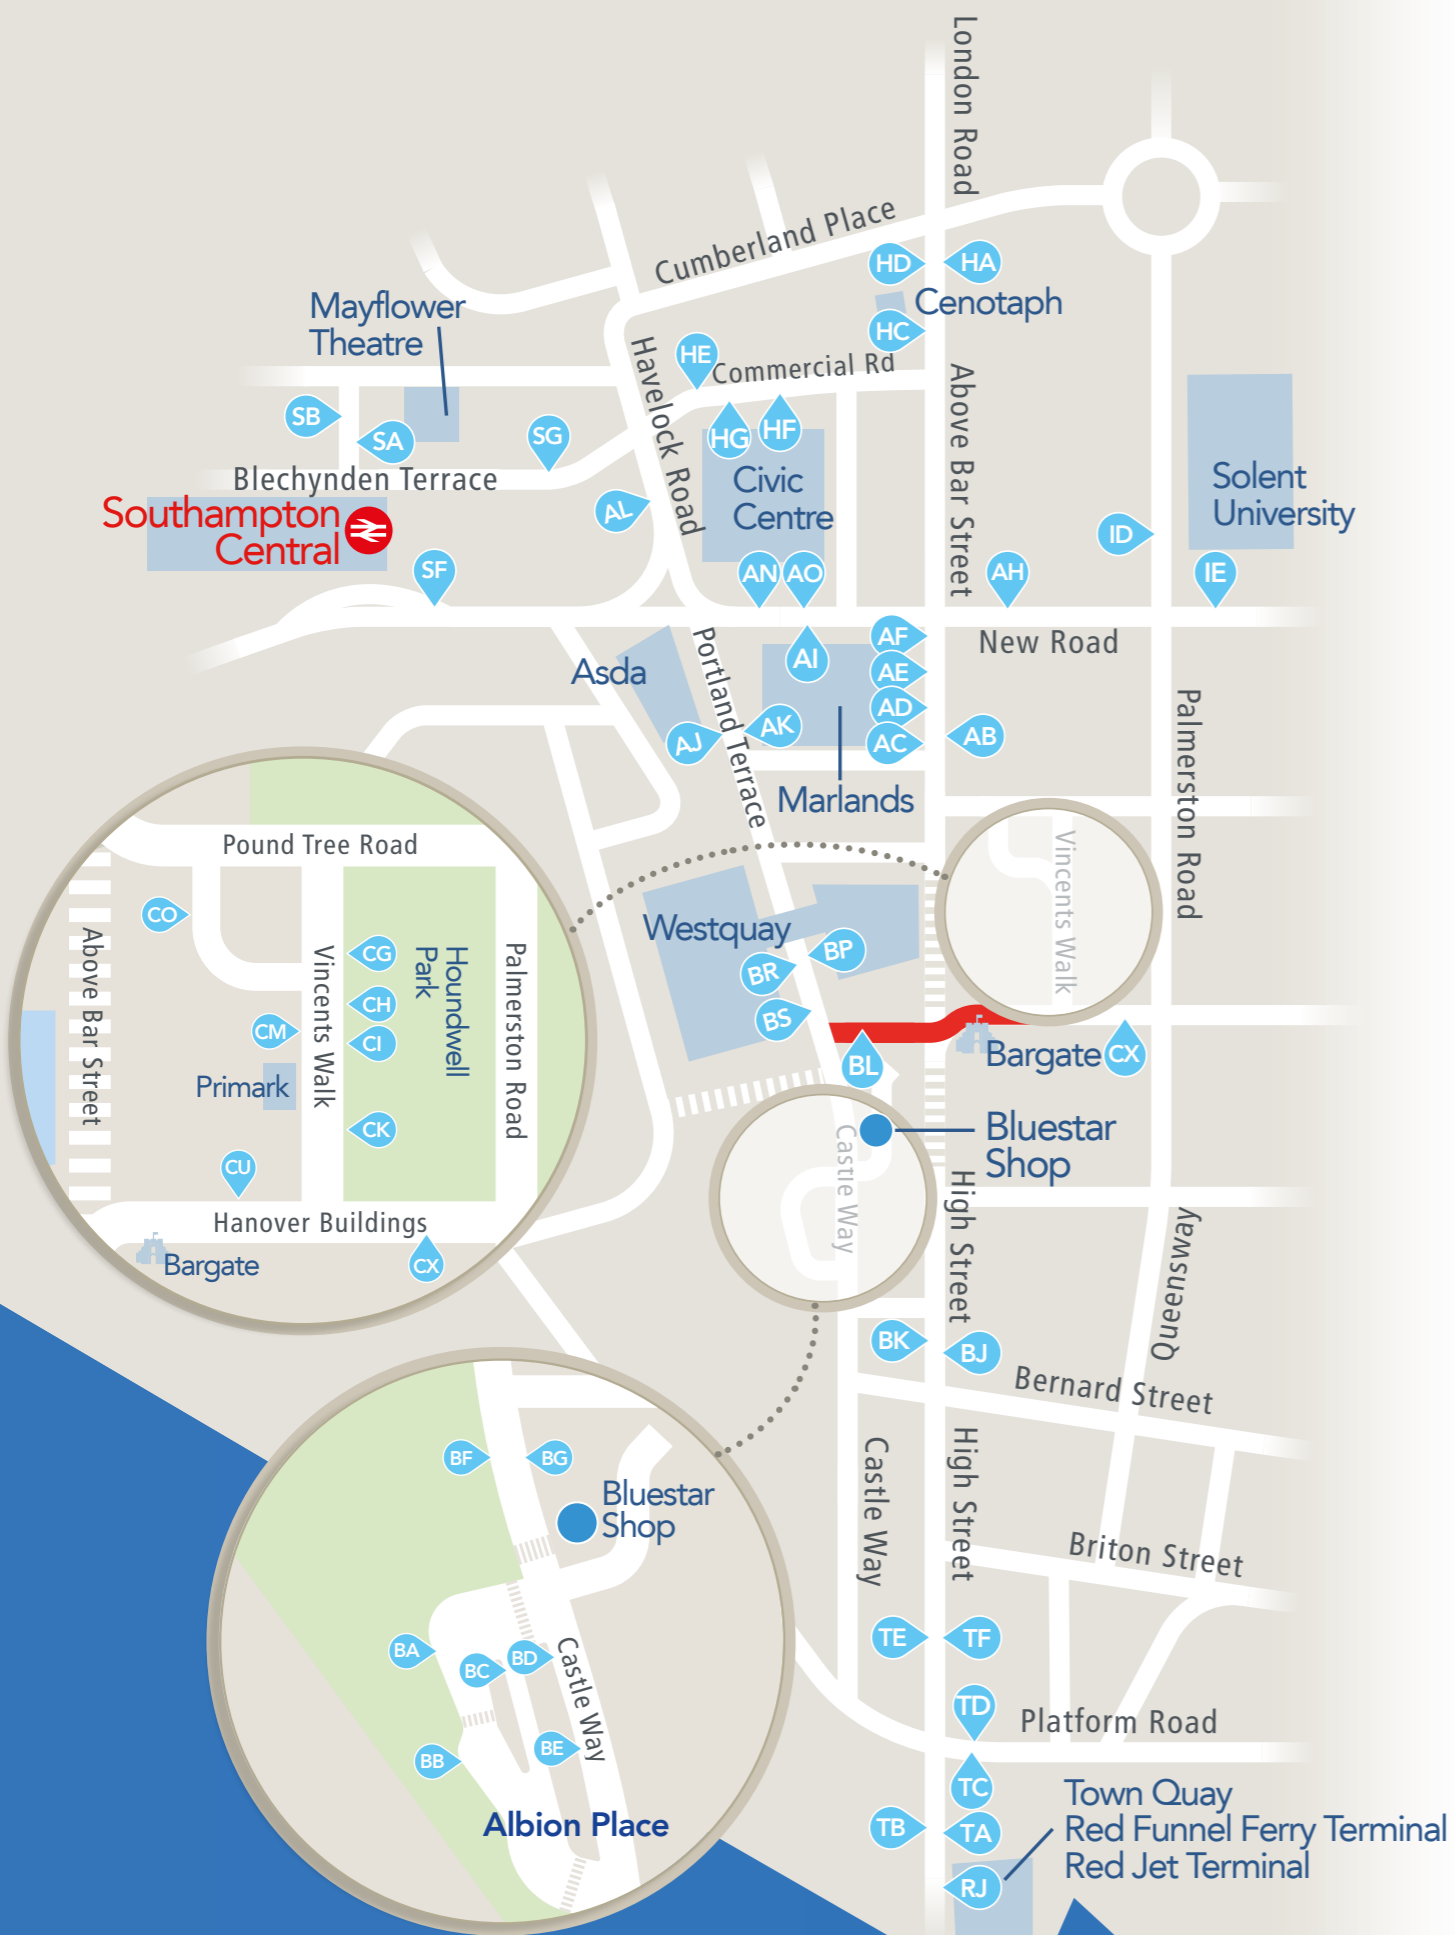 London Road
Cumberland Place
HD
HA
Cenotaph
HC
Mayflower
Theatre
Havelock Road
HE
Commercial Rd
Above Bar Street
SB
SA
SG
HG
HF
Blechynden Terrace
Civic
Centre
Solent
University
Southampton
Central
AL
ID
SF
AN
AO
AH
IE
AF
New Road
AI
AE
Asda
Portland Terrace
AD
Palmerston Road
AJ
AK
AC
AB
Marlands
Pound Tree Road
Vincents Walk
CO
Above Bar Street
Vincents Walk
CG
Houndwell
Park
Palmerston Road
Westquay
BP
BR
CH
CM
CI
BS
BL
Bargate
CX
Primark
CK
Castle Way
Bluestar
Shop
CU
Hanover Buildings
High Street
Queensway
Bargate
CX
BK
BJ
Bernard Street
BF
BG
Castle Way
High Street
Bluestar
Shop
Briton Street
BA
BC
BD
Castle Way
TE
TF
BB
BE
TD
Platform Road
TC
Albion Place
TB
TA
Town Quay
Red Funnel Ferry Terminal
Red Jet Terminal
RJ